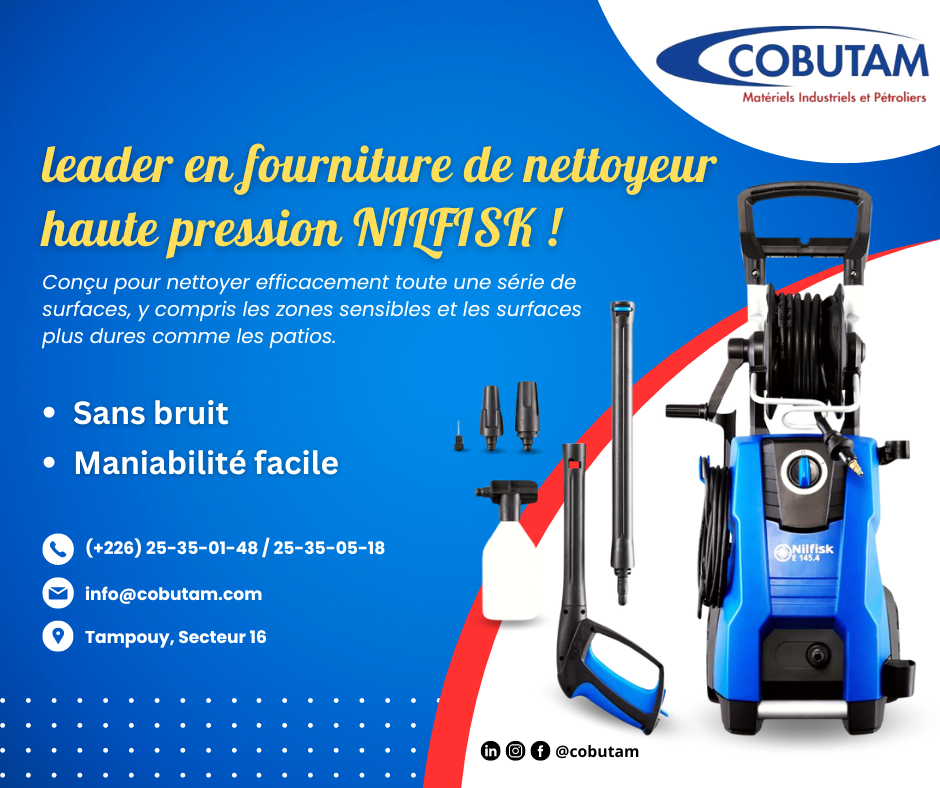 COBUTAM
Matériels Industriels et Pétroliers
leader en fourniture de nettoyeur
haute pression NILFISK !
Conçu pour nettoyer efficacement toute une série de
surfaces, y compris les zones sensibles et les surfaces
plus dures comme les patios.
• Sans bruit
• Maniabilité facile
(+226) 25-35-01-48 / 25-35-05-18
info@cobutam.com
Tampouy, Secteur 16
Nilfisk
E 145.4
@cobutam